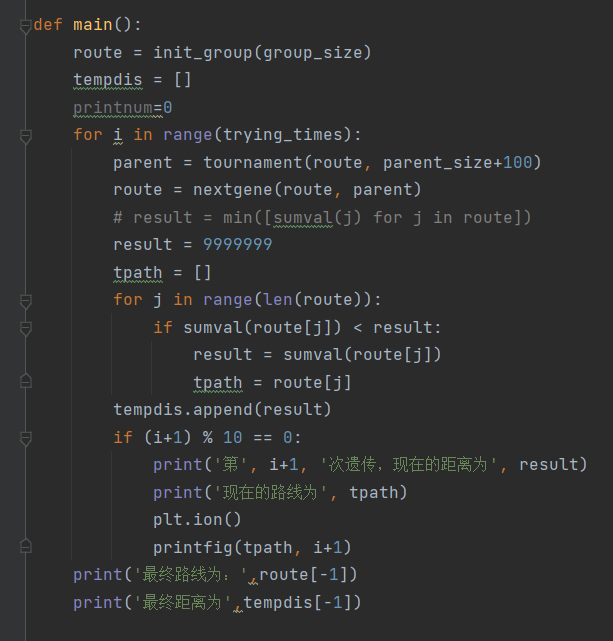 def main():
    route = init_group(group_size)
    tempdis = []
    printnum=0
    for i in range(trying_times):
        parent = tournament(route, parent_size+100)
        route = nextgene(route, parent)
        # result = min([sumval(j) for j in route])
        result = 9999999
        tpath = []
        for j in range(len(route)):
            if sumval(route[j]) < result:
                result = sumval(route[j])
                tpath = route[j]
        tempdis.append(result)
        if (i+1) % 10 == 0:
            print('第', i+1, '次遗传，现在的距离为', result)
            print('现在的路线为', tpath)
            plt.ion()
            printfig(tpath, i+1)
    print('最终路线为：',route[-1])
    print('最终距离为',tempdis[-1])